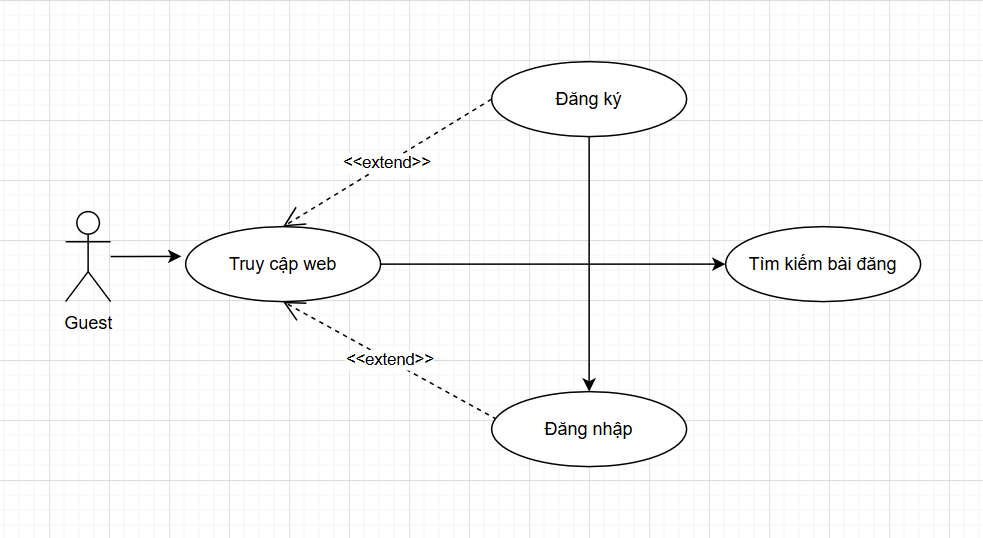 Đăng ký
<<extend>>
Truy cập web
Tìm kiếm bài đăng
Guest
<<extend>>
Đăng nhập